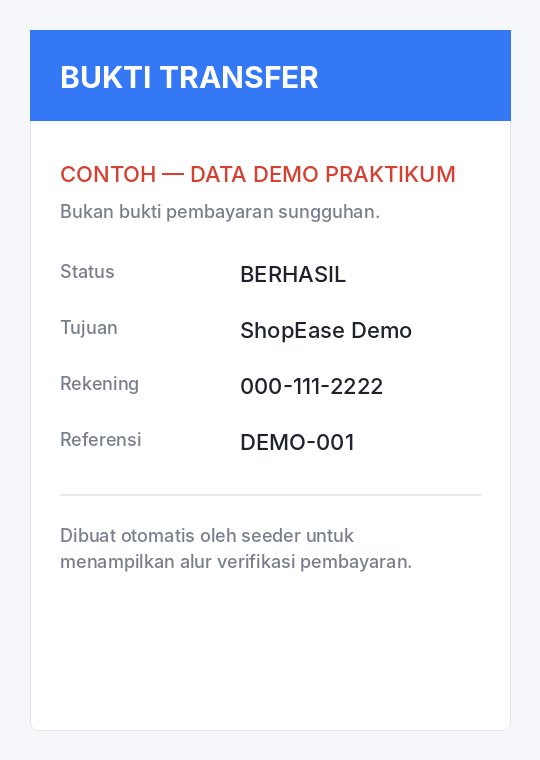 BUKTI TRANSFER
CONTOH — DATA DEMO PRAKTIKUM
Bukan bukti pembayaran sungguhan.
Status BERHASIL
Tujuan ShopEase Demo
Rekening 000-111-2222
Referensi DEMO-001
Dibuat otomatis oleh seeder untuk
menampilkan alur verifikasi pembayaran.